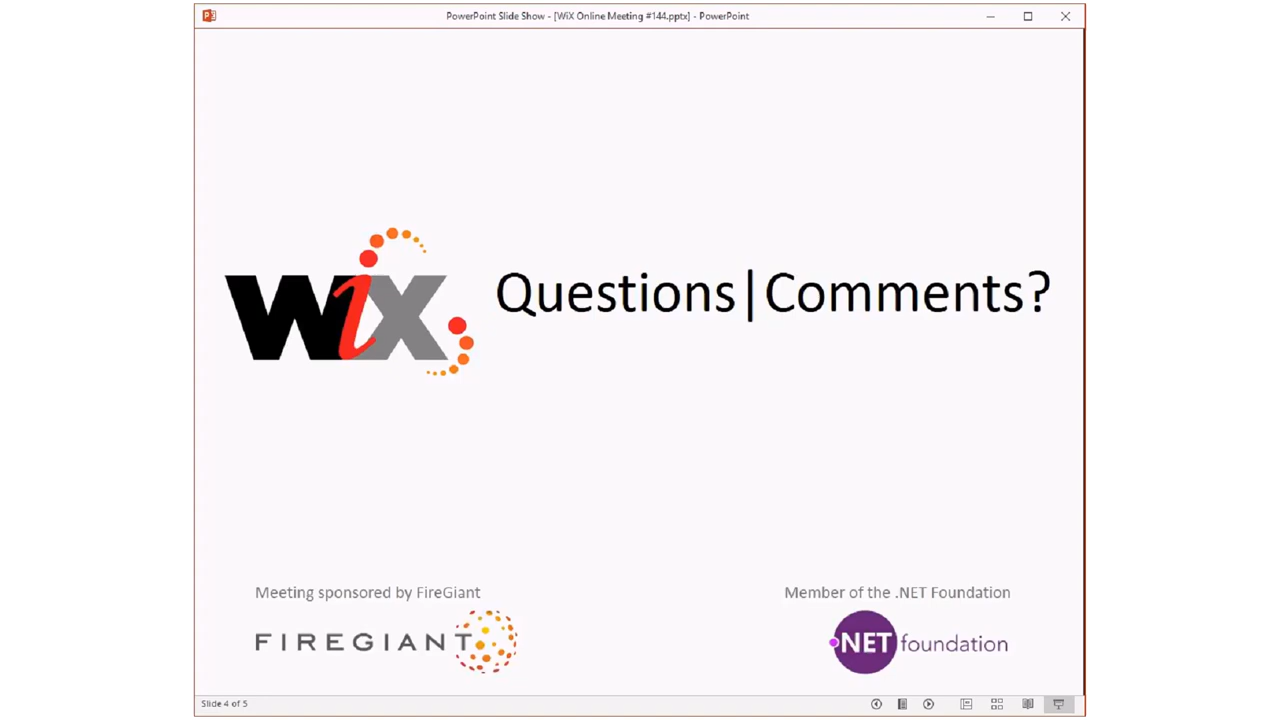 PowerPoint Slide Show - [WiX Online Meeting #144.pptx] - PowerPoint
WiX
Questions|Comments?
Meeting sponsored by FireGiant
Member of the .NET Foundation
FIREGIANT
.NET foundation
Slide 4 of 5